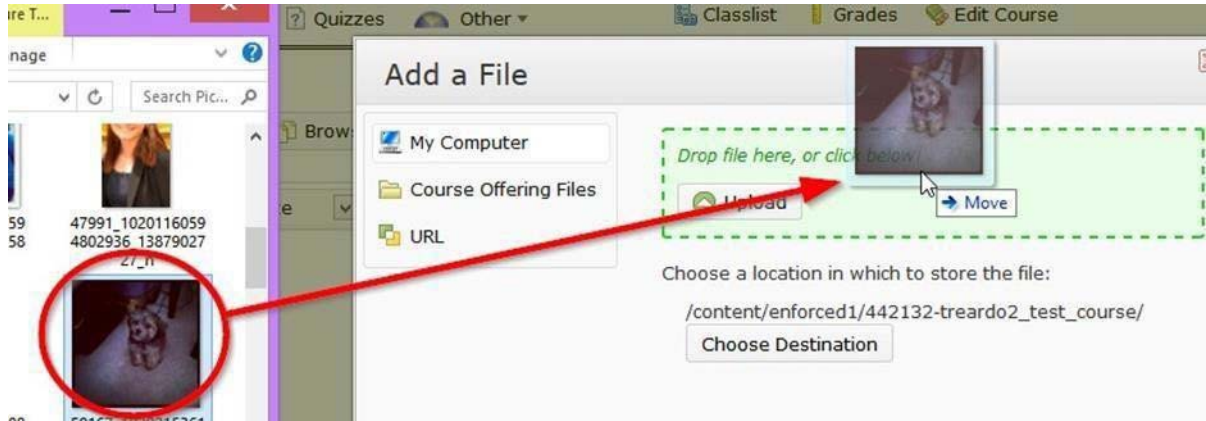 ure T...
nage
Search Pic...
59
58
47991_1020116059
4802936_13879027
27_n
Quizzes
Other
Classlist
Grades
Edit Course
Brow
Add a File
My Computer
Course Offering Files
URL
Drop file here, or click below!
Upload
Move
Choose a location in which to store the file:
/content/enforced1/442132-treardo2_test_course/
Choose Destination